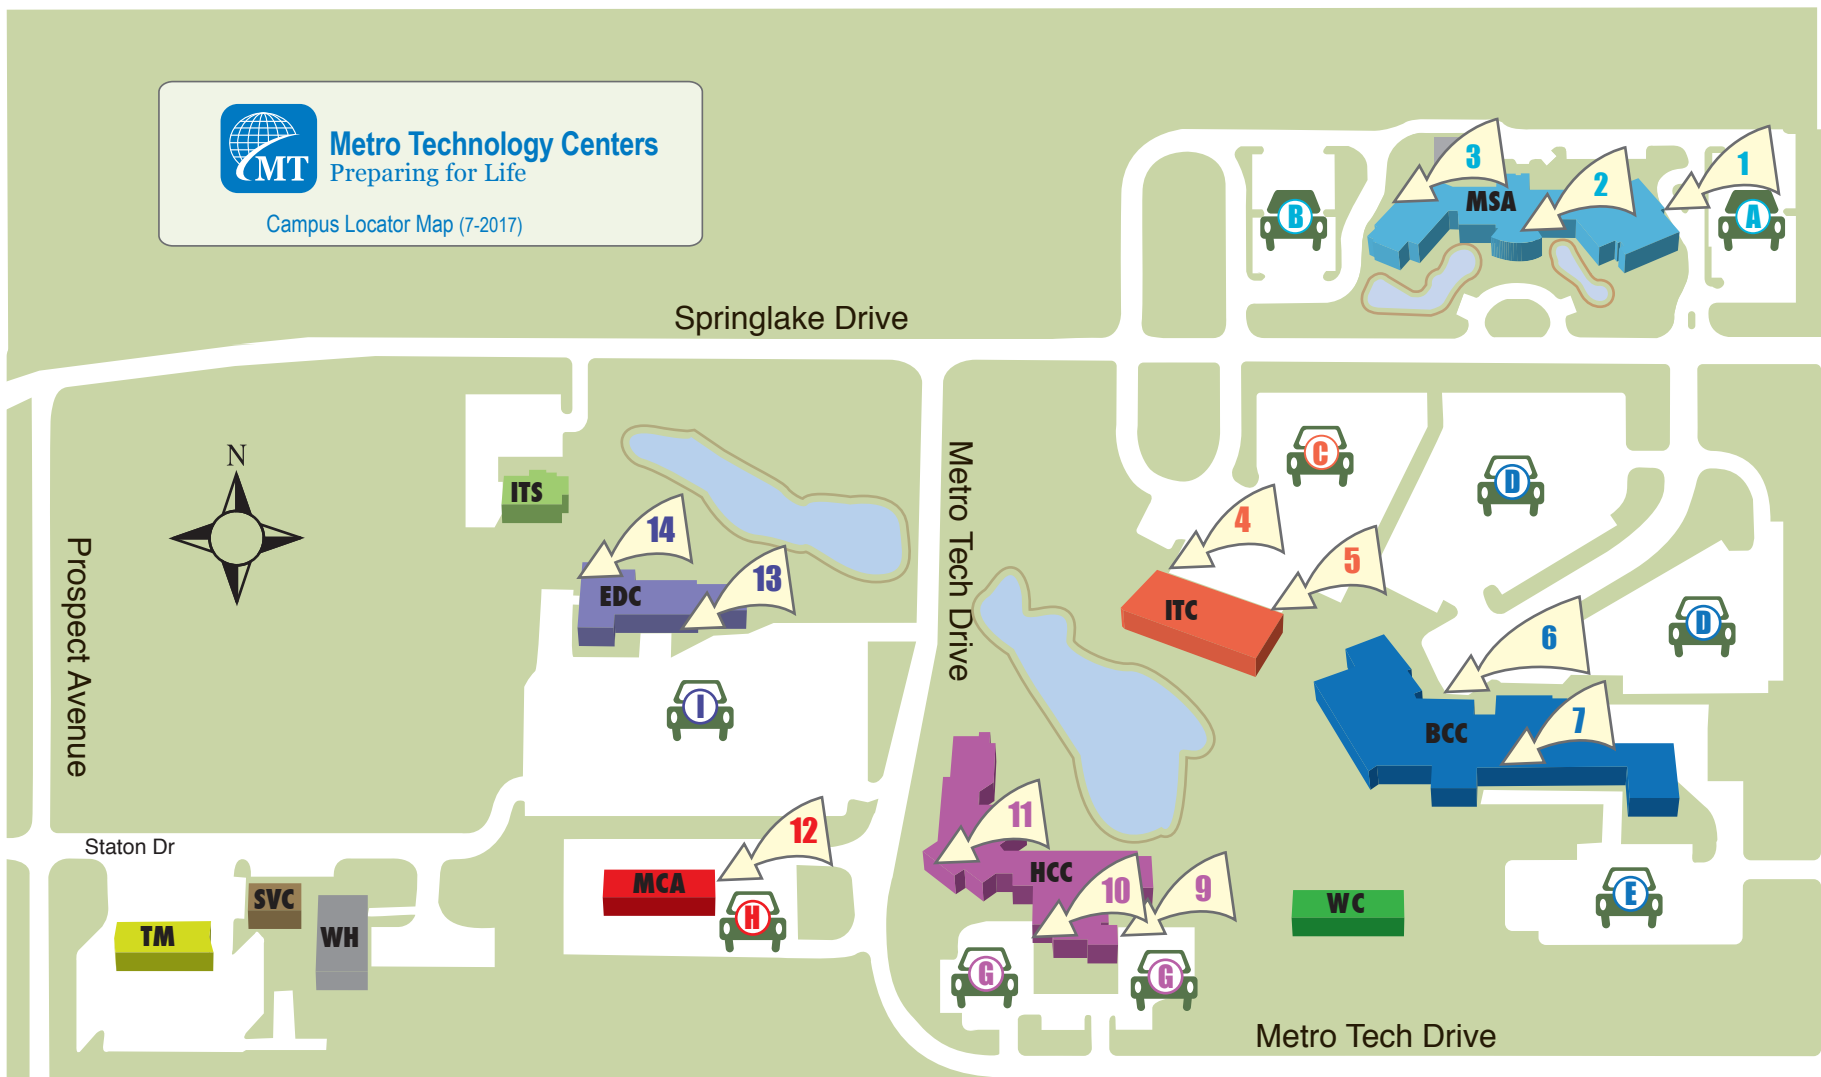 MT
Metro Technology Centers
Preparing for Life
Campus Locator Map (7-2017)
3
2
1
MSA
B
A
Springlake Drive
N
ITS
14
13
EDC
I
Metro Tech Drive
C
D
4
5
ITC
D
6
7
BCC
Prospect Avenue
Staton Dr
12
MCA
H
SVC
WH
TM
11
HCC
10
9
G
G
WC
E
Metro Tech Drive